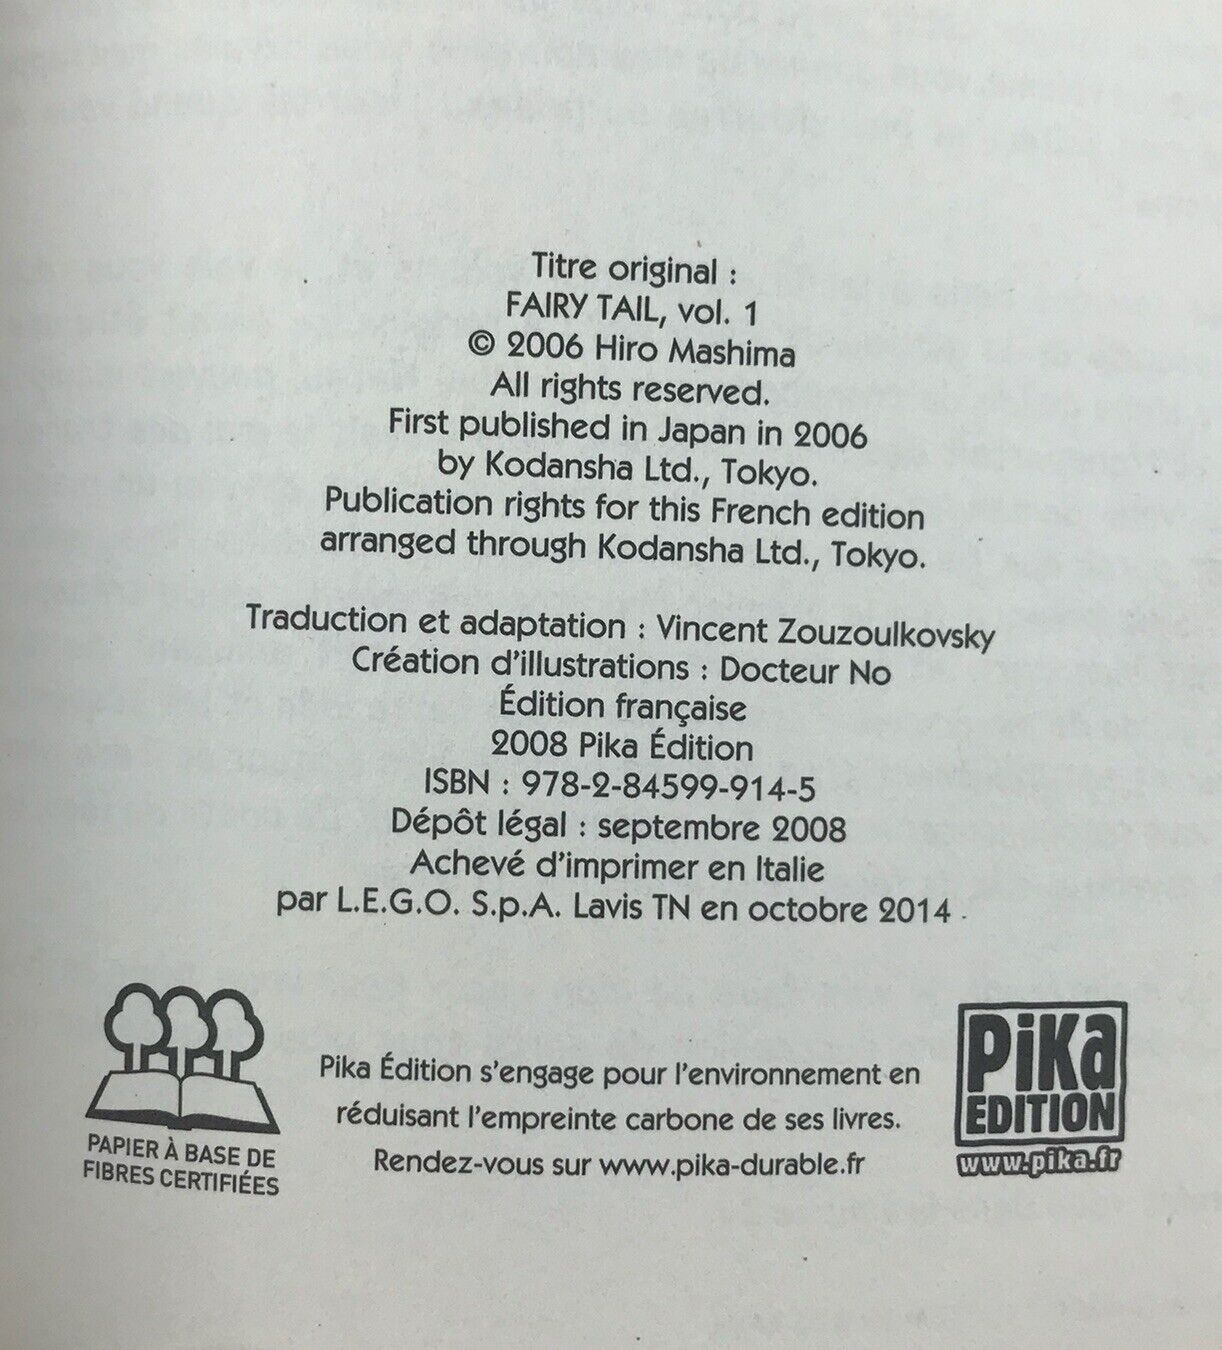 Titre original :
FAIRY TAIL, vol. 1
© 2006 Hiro Mashima
All rights reserved.
First published in Japan in 2006
by Kodansha Ltd., Tokyo.
Publication rights for this French edition
arranged through Kodansha Ltd., Tokyo.
Traduction et adaptation : Vincent Zouzoulkovsky
Création d'illustrations : Docteur No
Édition française
2008 Pika Édition
ISBN : 978-2-84599-914-5
Dépôt légal : septembre 2008
Achevé d'imprimer en Italie
par L.E.G.O. S.p.A. Lavis TN en octobre 2014
PAPIER À BASE DE
FIBRES CERTIFIÉES
Pika Édition s'engage pour l'environnement en
réduisant l'empreinte carbone de ses livres.
Rendez-vous sur www.pika-durable.fr
PiKa
EDITION
www.pika.fr